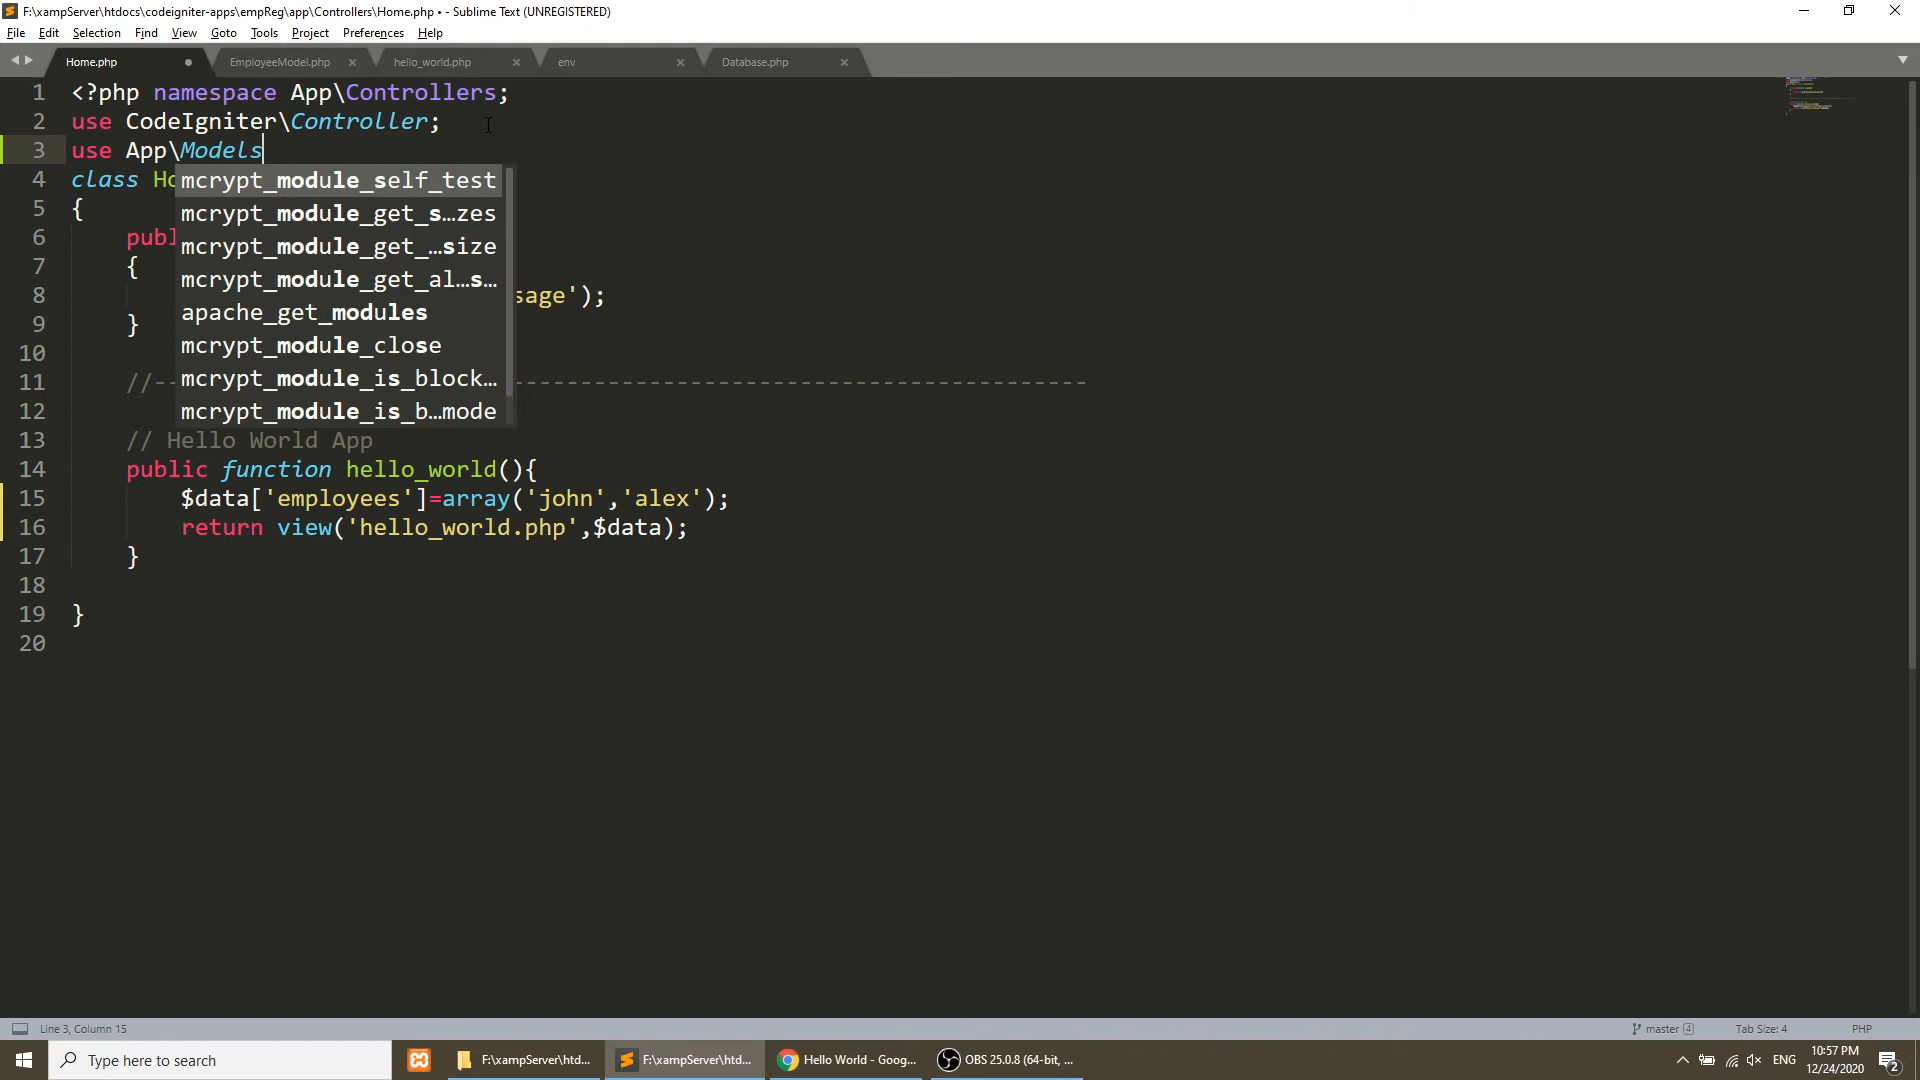 F:\xampServer\htdocs\codeigniter-apps\empReg\app\Controllers\Home.php • - Sublime Text (UNREGISTERED)
File Edit Selection Find View Goto Tools Project Preferences Help
Home.php EmployeeModel.php hello_world.php env Database.php
1 <?php namespace App\Controllers;
2 use CodeIgniter\Controller;
3 use App\Models
4 class Ho
mcrypt_module_self_test
5 {
mcrypt_module_get_s…zes
6 publ
mcrypt_module_get_…size
7 {
mcrypt_module_get_al…s…
8 sage');
apache_get_modules
9 }
mcrypt_module_close
10
11 //-----------------------------------------------------------------
mcrypt_module_is_block…
12
mcrypt_module_is_b…mode
13 // Hello World App
14 public function hello_world(){
15 $data['employees']=array('john','alex');
16 return view('hello_world.php',$data);
17 }
18
19 }
20
Line 3, Column 15 master 4 Tab Size: 4 PHP
Type here to search F:\xampServer\htd... F:\xampServer\htd... Hello World - Goog... OBS 25.0.8 (64-bit, ... ENG 10:57 PM
12/24/2020 2